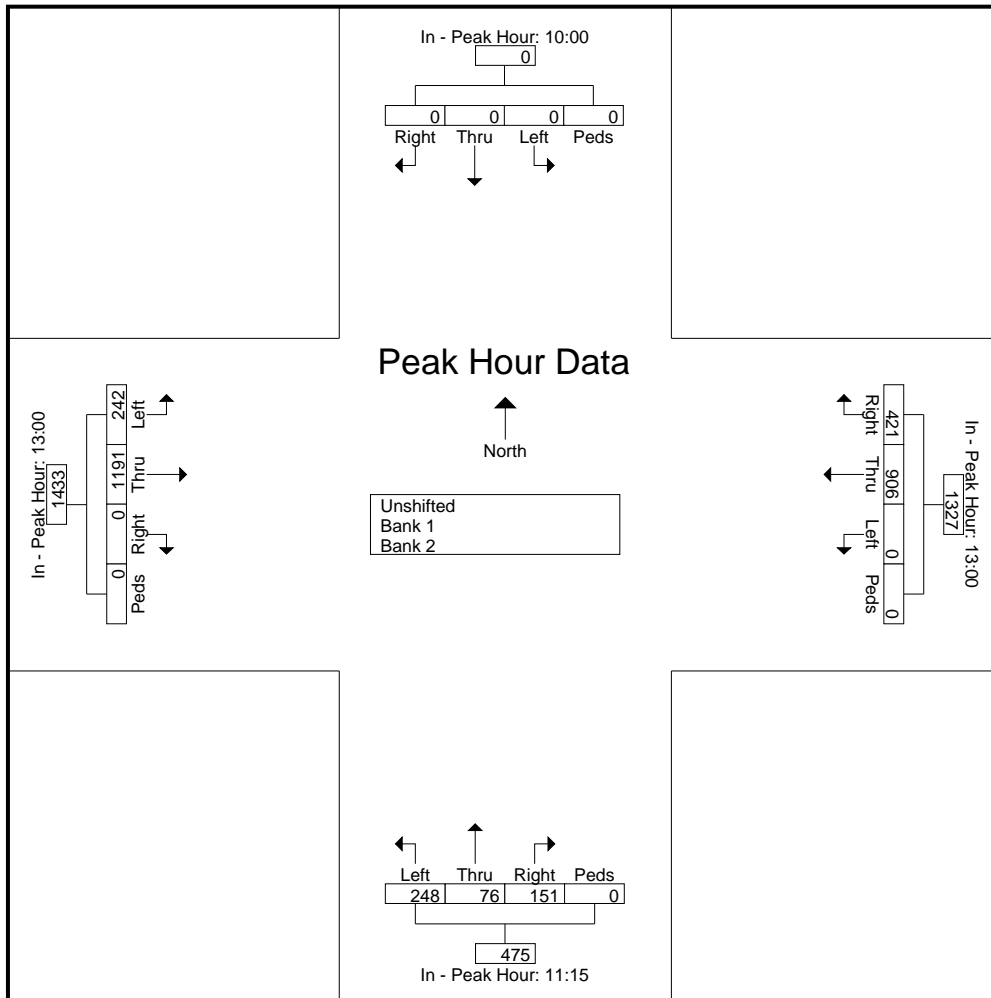 In - Peak Hour: 10:00
0
0 0 0 0
Right Thru Left Peds
Peak Hour Data
North
Unshifted
Bank 1
Bank 2
In - Peak Hour: 13:00
1433
242 1191 0 0
Left Thru Right Peds
421 906 0 0
Right Thru Left Peds
1327
In - Peak Hour: 13:00
Left Thru Right Peds
248 76 151 0
475
In - Peak Hour: 11:15